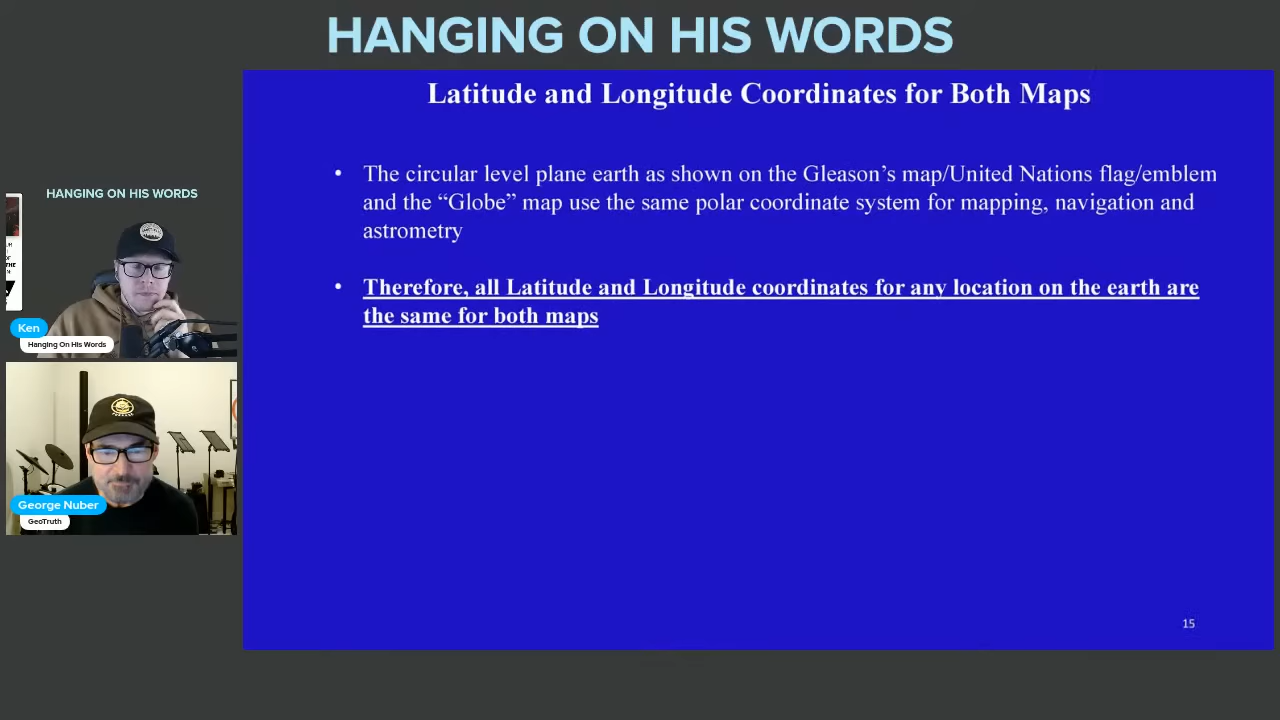 HANGING ON HIS WORDS
Latitude and Longitude Coordinates for Both Maps
• The circular level plane earth as shown on the Gleason’s map/United Nations flag/emblem
and the “Globe” map use the same polar coordinate system for mapping, navigation and
astrometry
• Therefore, all Latitude and Longitude coordinates for any location on the earth are
the same for both maps
15
HANGING ON HIS WORDS
Ken
Hanging On His Words
George Nuber
GeoTruth